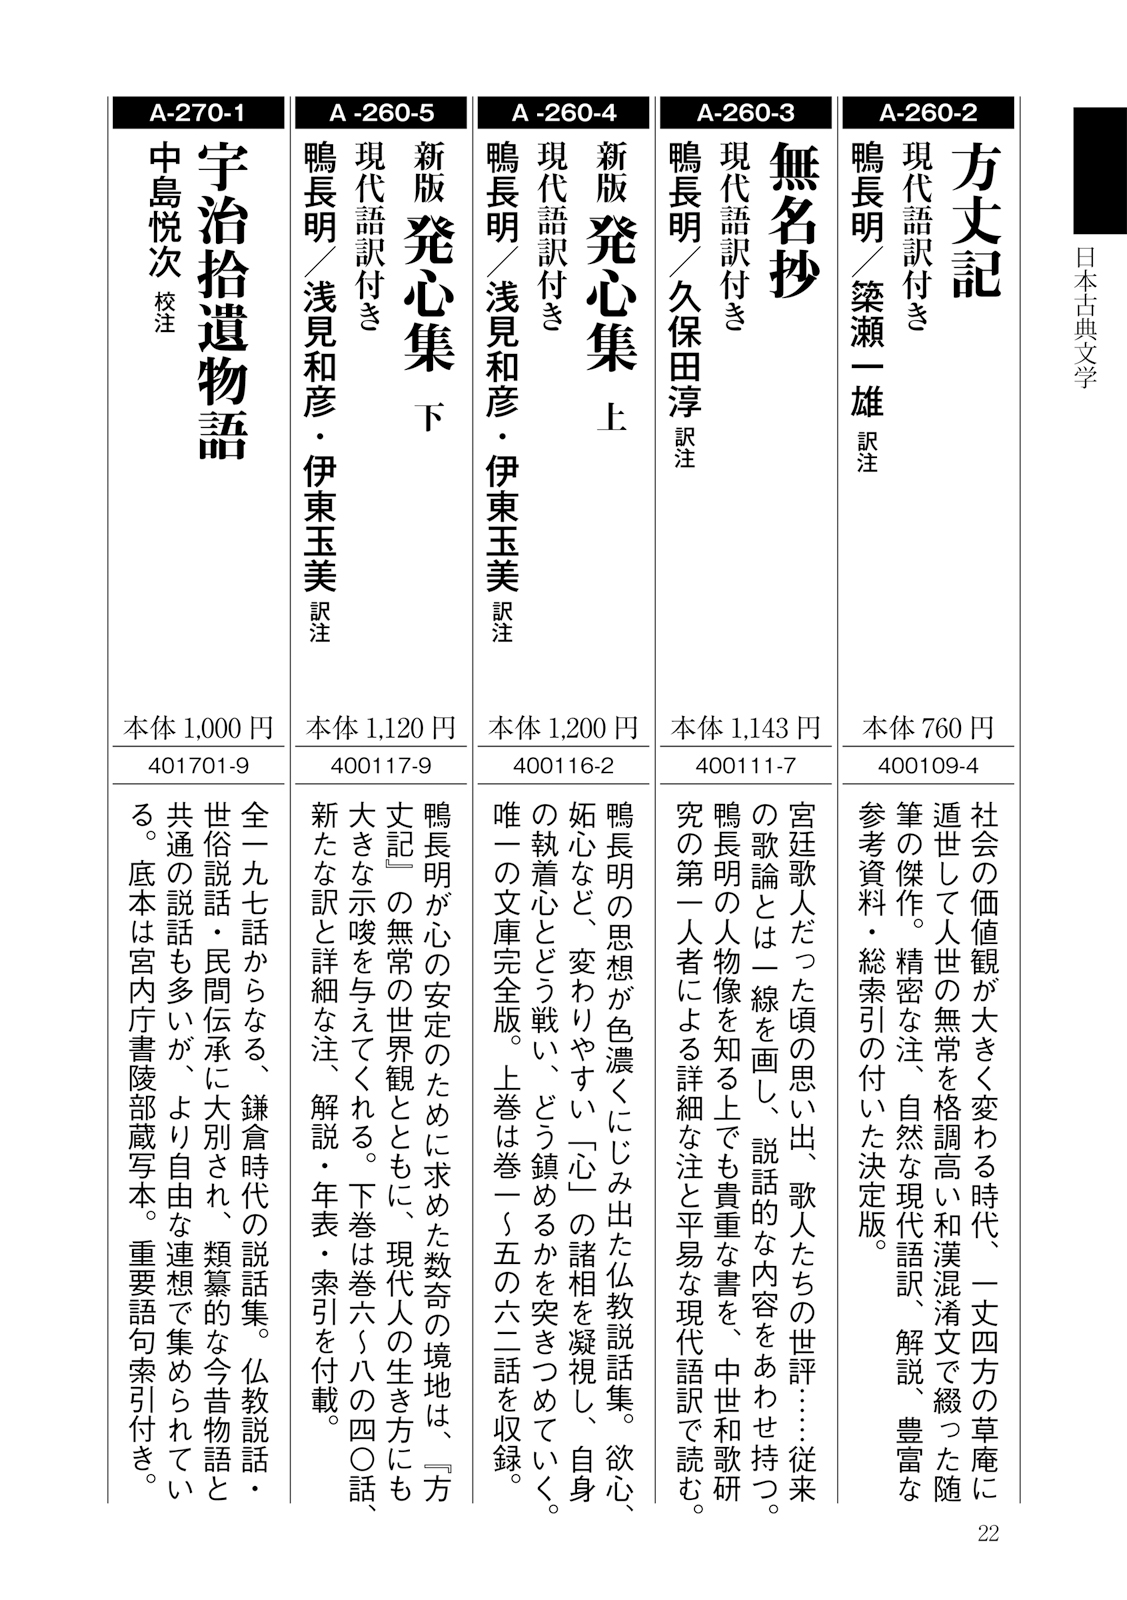 日本古典文学
A-260-2
方丈記
現代語訳付き
鴨長明／簗瀬一雄 訳注
本体 760 円
400109-4
社会の価値観が大きく変わる時代、一丈四方の草庵に
遁世して人世の無常を格調高い和漢混淆文で綴った随
筆の傑作。精密な注、自然な現代語訳、解説、豊富な
参考資料・総索引の付いた決定版。
A-260-3
無名抄
現代語訳付き
鴨長明／久保田淳 訳注
本体 1,143 円
400111-7
宮廷歌人だった頃の思い出、歌人たちの世評……従来
の歌論とは一線を画し、説話的な内容をあわせ持つ。
鴨長明の人物像を知る上でも貴重な書を、中世和歌研
究の第一人者による詳細な注と平易な現代語訳で読む。
A -260-4
新版 発心集 上
現代語訳付き
鴨長明／浅見和彦・伊東玉美 訳注
本体 1,200 円
400116-2
鴨長明の思想が色濃くにじみ出た仏教説話集。欲心、
妬心など、変わりやすい「心」の諸相を凝視し、自身
の執着心とどう戦い、どう鎮めるかを突きつめていく。
唯一の文庫完全版。上巻は巻一～五の六二話を収録。
A -260-5
新版 発心集 下
現代語訳付き
鴨長明／浅見和彦・伊東玉美 訳注
本体 1,120 円
400117-9
鴨長明が心の安定のために求めた数奇の境地は、『方
丈記』の無常の世界観とともに、現代人の生き方にも
大きな示唆を与えてくれる。下巻は巻六～八の四〇話、
新たな訳と詳細な注、解説・年表・索引を付載。
A-270-1
宇治拾遺物語
中島悦次 校注
本体 1,000 円
401701-9
全一九七話からなる、鎌倉時代の説話集。仏教説話・
世俗説話・民間伝承に大別され、類纂的な今昔物語と
共通の説話も多いが、より自由な連想で集められてい
る。底本は宮内庁書陵部蔵写本。重要語句索引付き。
22